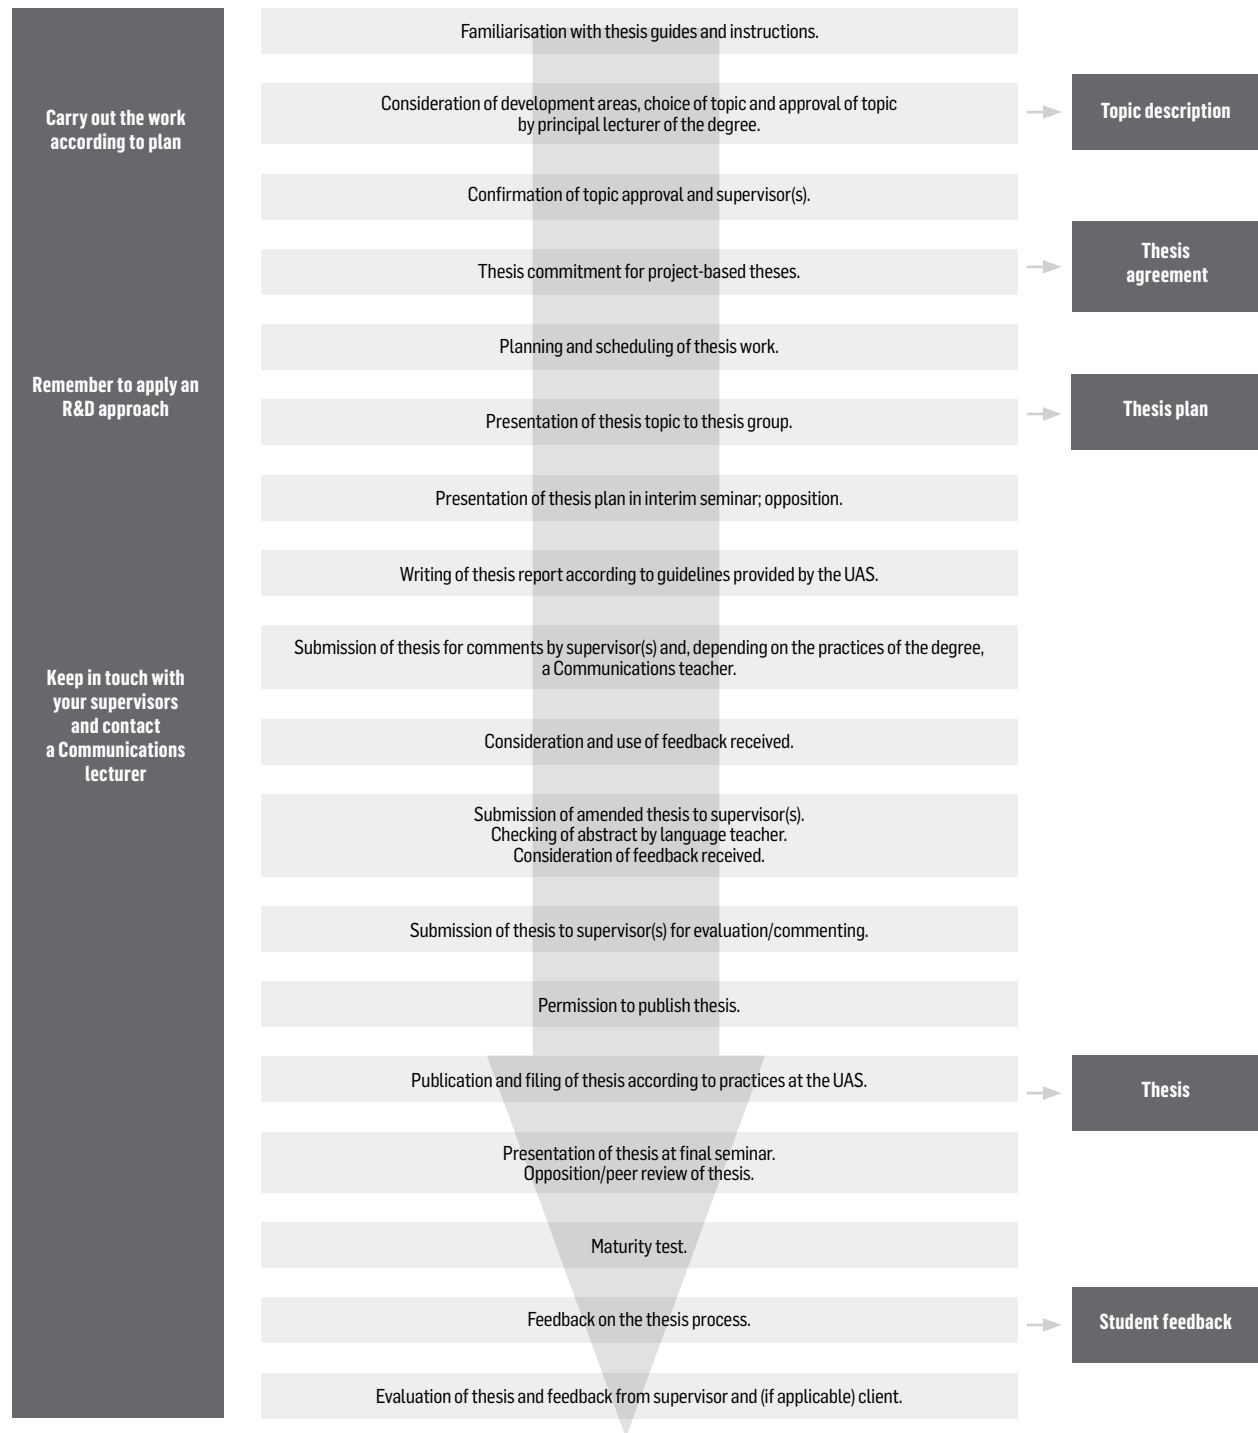 Carry out the work
according to plan
Remember to apply an
R&D approach
Keep in touch with
your supervisors
and contact
a Communications
lecturer
Familiarisation with thesis guides and instructions.
Consideration of development areas, choice of topic and approval of topic
by principal lecturer of the degree.
Topic description
Confirmation of topic approval and supervisor(s).
Thesis commitment for project-based theses.
Thesis
agreement
Planning and scheduling of thesis work.
Presentation of thesis topic to thesis group.
Thesis plan
Presentation of thesis plan in interim seminar; opposition.
Writing of thesis report according to guidelines provided by the UAS.
Submission of thesis for comments by supervisor(s) and, depending on the practices of the degree,
a Communications teacher.
Consideration and use of feedback received.
Submission of amended thesis to supervisor(s).
Checking of abstract by language teacher.
Consideration of feedback received.
Submission of thesis to supervisor(s) for evaluation/commenting.
Permission to publish thesis.
Publication and filing of thesis according to practices at the UAS.
Thesis
Presentation of thesis at final seminar.
Opposition/peer review of thesis.
Maturity test.
Feedback on the thesis process.
Student feedback
Evaluation of thesis and feedback from supervisor and (if applicable) client.